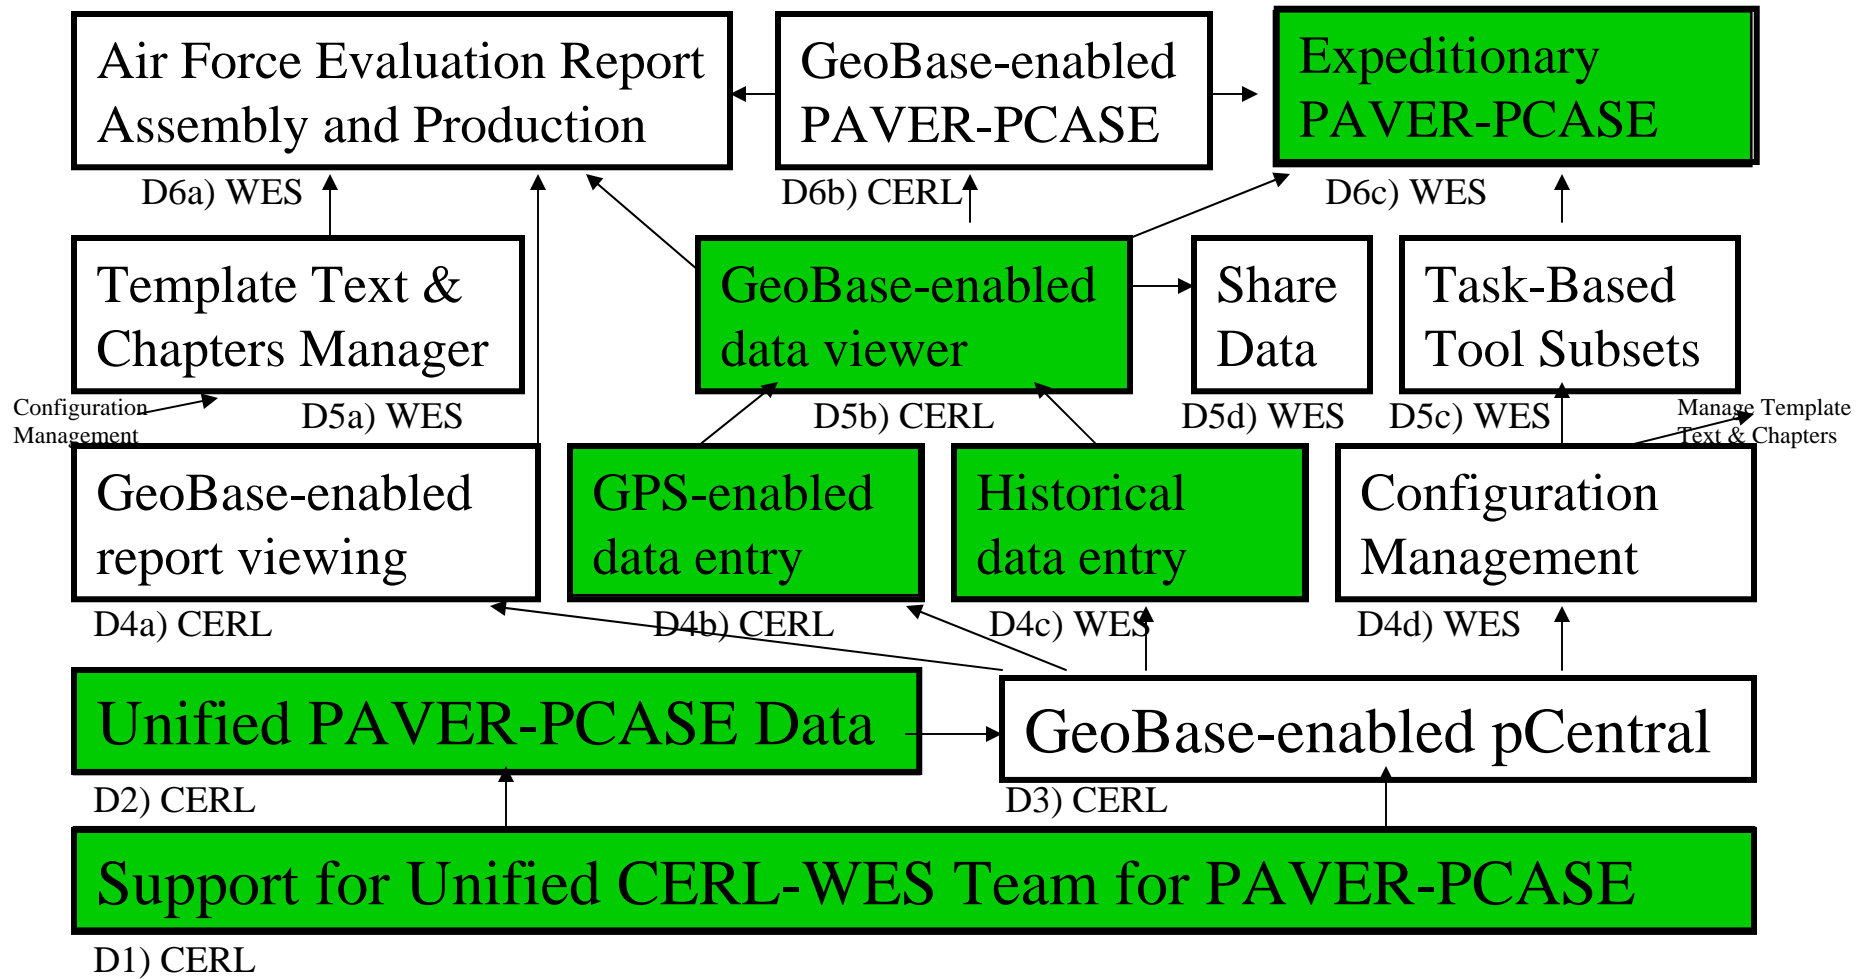 Air Force Evaluation Report
Assembly and Production
D6a) WES
GeoBase-enabled
PAVER-PCASE
D6b) CERL
Expeditionary
PAVER-PCASE
D6c) WES
Template Text &
Chapters Manager
D5a) WES
GeoBase-enabled
data viewer
D5b) CERL
Share
Data
D5d) WES
Task-Based
Tool Subsets
D5c) WES
Configuration
Management
Manage Template
Text & Chapters
GeoBase-enabled
report viewing
D4a) CERL
GPS-enabled
data entry
D4b) CERL
Historical
data entry
D4c) WES
Configuration
Management
D4d) WES
Unified PAVER-PCASE Data
D2) CERL
GeoBase-enabled pCentral
D3) CERL
Support for Unified CERL-WES Team for PAVER-PCASE
D1) CERL